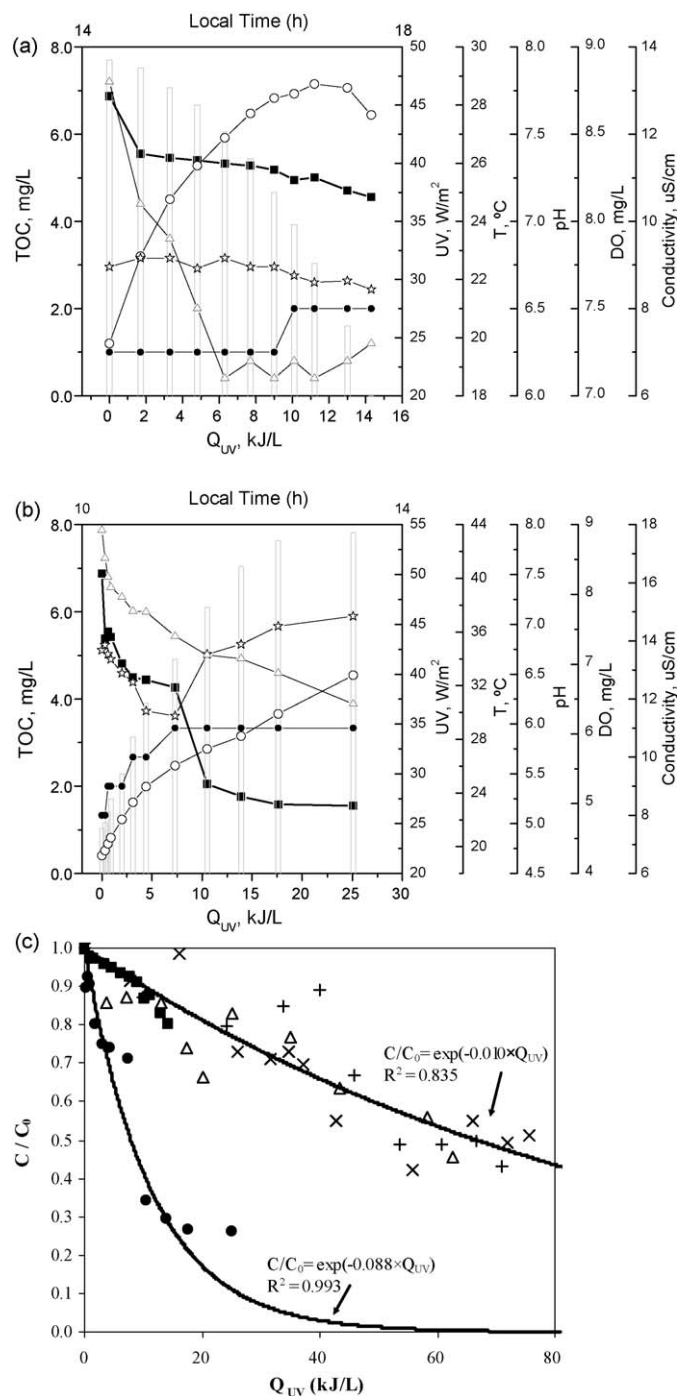 (a)
Local Time (h)
14 18
8.0 6.0 4.0 2.0 0.0
TOC, mg/L
0 2 4 6 8 10 12 14 16
Q_UV, kJ/L
50 45 40 35 30 25 20
UV, W/m²
30 28 26 24 22 20 18
T, ºC
8.0 7.5 7.0 6.5 6.0
pH
9.0 8.5 8.0 7.5 7.0
DO, mg/L
14 12 10 8 6
Conductivity, uS/cm
(b)
Local Time (h)
10 14
8.0 6.0 4.0 2.0 0.0
TOC, mg/L
0 5 10 15 20 25 30
Q_UV, kJ/L
55 50 45 40 35 30 25 20
UV, W/m²
44 40 36 32 28 24 20
T, ºC
8.0 7.5 7.0 6.5 6.0 5.5 5.0 4.5
pH
9 8 7 6 5 4
DO, mg/L
18 16 14 12 10 8 6
Conductivity, uS/cm
(c)
1.0 0.9 0.8 0.7 0.6 0.5 0.4 0.3 0.2 0.1 0.0
C / C₀
C/C₀= exp(-0.010×Q_UV)
R² = 0.835
C/C₀= exp(-0.088×Q_UV)
R² = 0.993
0 20 40 60 80
Q_UV (kJ/L)